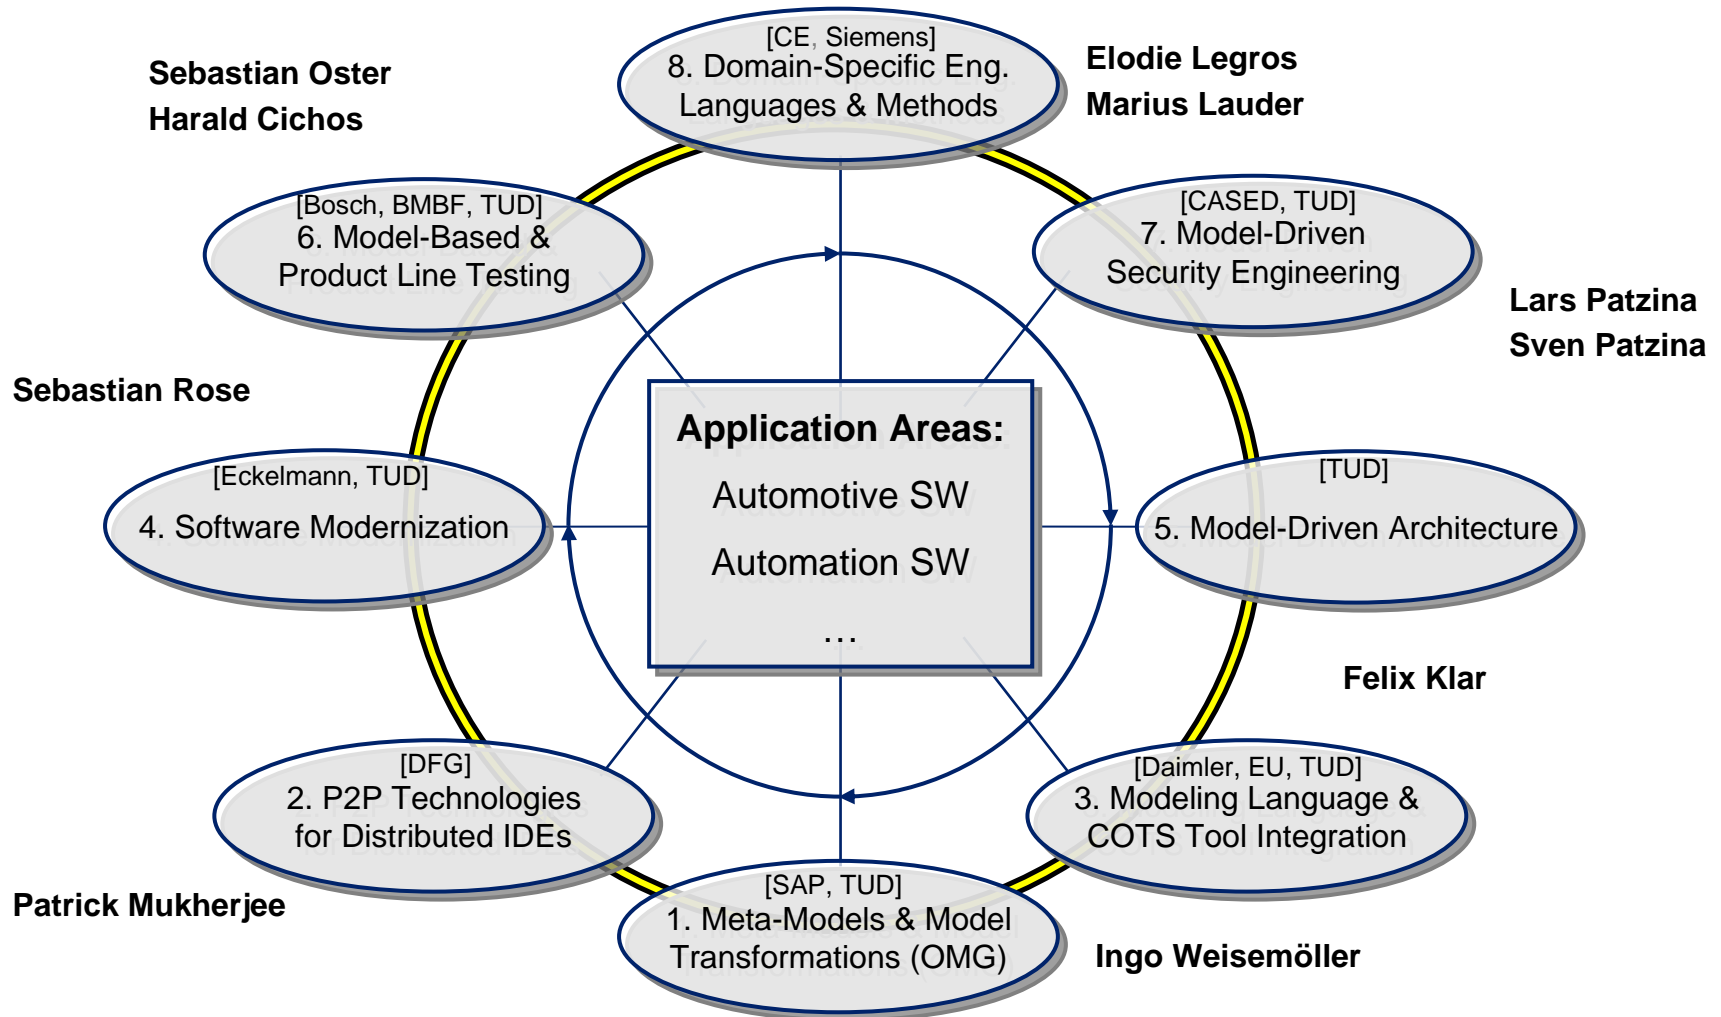 [CE, Siemens]
8. Domain-Specific Eng.
Languages & Methods
Elodie Legros
Marius Lauder
Sebastian Oster
Harald Cichos
[Bosch, BMBF, TUD]
6. Model-Based &
Product Line Testing
[CASED, TUD]
7. Model-Driven
Security Engineering
Lars Patzina
Sven Patzina
Sebastian Rose
Application Areas:
Automotive SW
Automation SW
...
[Eckelmann, TUD]
4. Software Modernization
[TUD]
5. Model-Driven Architecture
Felix Klar
[DFG]
2. P2P Technologies
for Distributed IDEs
[Daimler, EU, TUD]
3. Modeling Language &
COTS Tool Integration
Patrick Mukherjee
[SAP, TUD]
1. Meta-Models & Model
Transformations (OMG)
Ingo Weisemöller